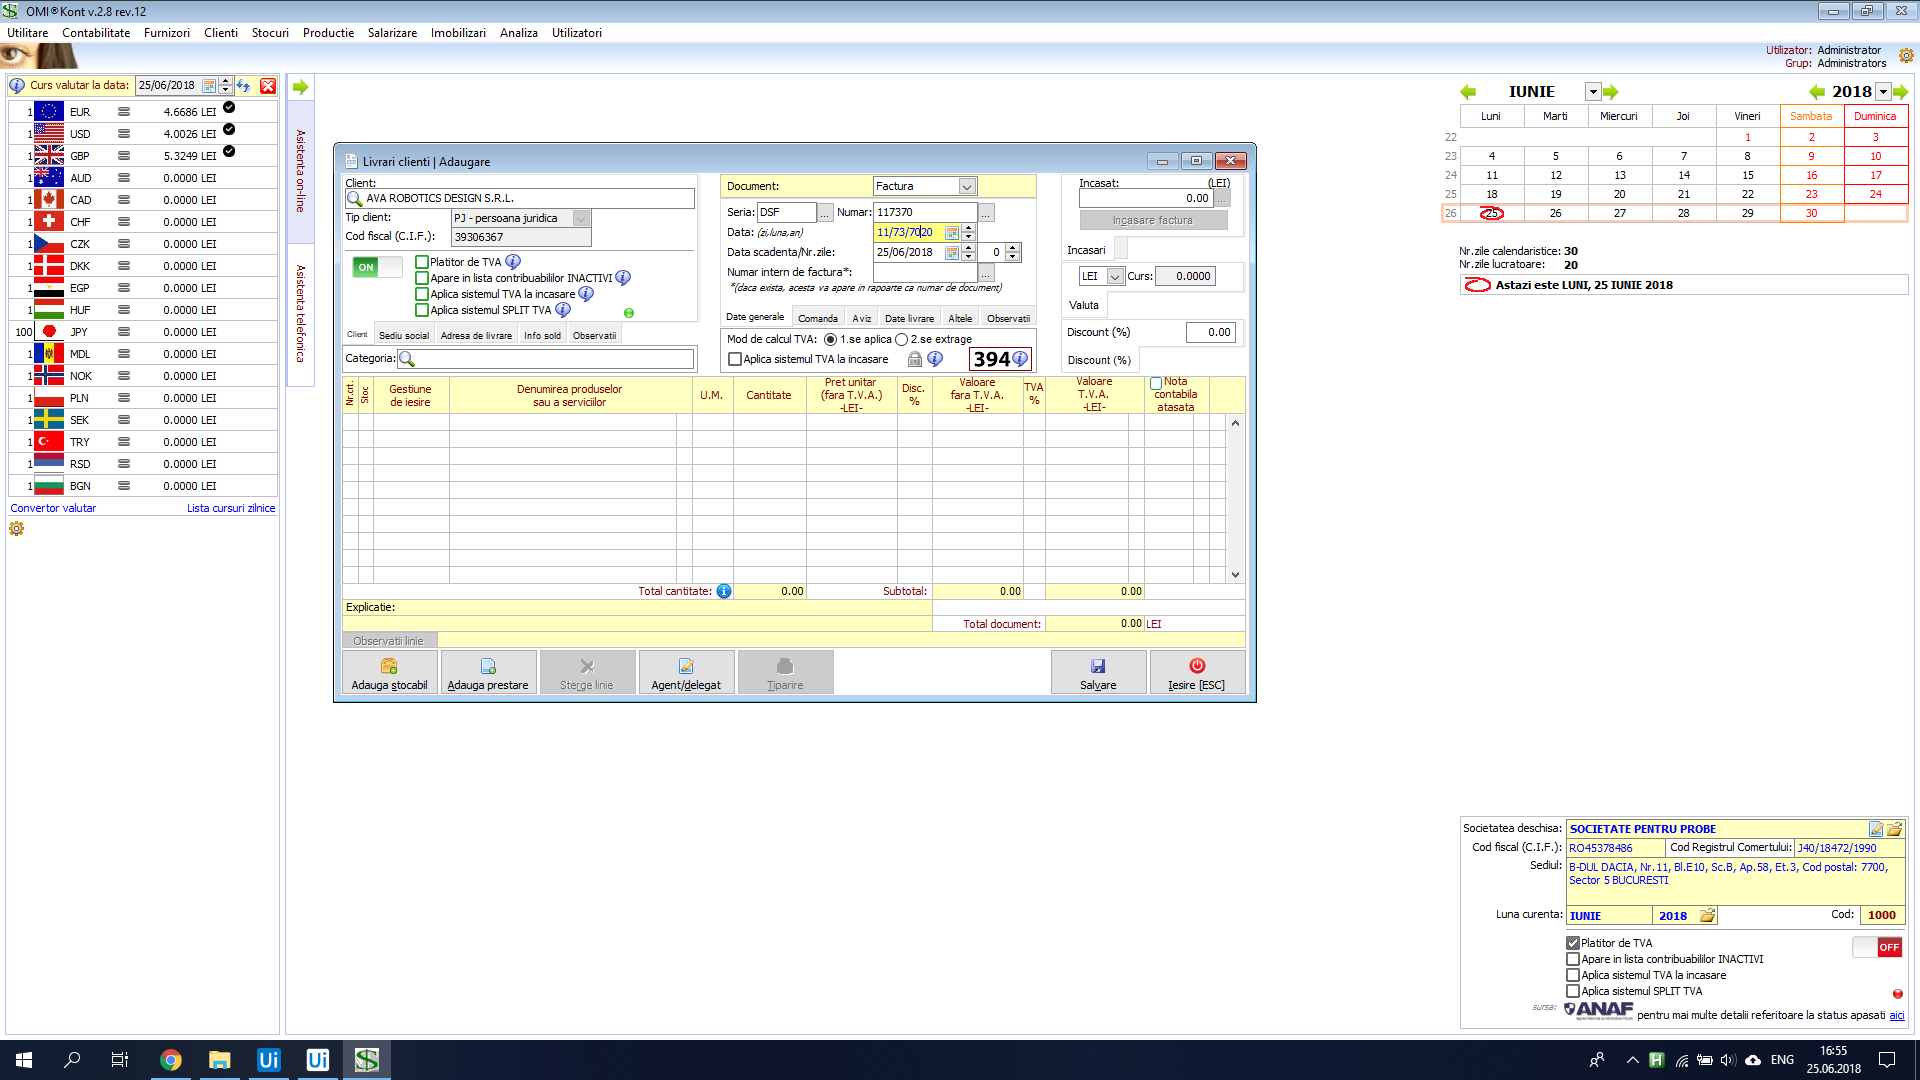 OMI®Kont v.2.8 rev.12
Utilitare Contabilitate Furnizori Clienti Stocuri Productie Salarizare Imobilizari Analiza Utilizatori
Utilizator: Administrator
Grup: Administrators
Curs valutar la data: 25/06/2018
1 EUR 4.6686 LEI
1 USD 4.0026 LEI
1 GBP 5.3249 LEI
1 AUD 0.0000 LEI
1 CAD 0.0000 LEI
1 CHF 0.0000 LEI
1 CZK 0.0000 LEI
1 DKK 0.0000 LEI
1 EGP 0.0000 LEI
1 HUF 0.0000 LEI
100 JPY 0.0000 LEI
1 MDL 0.0000 LEI
1 NOK 0.0000 LEI
1 PLN 0.0000 LEI
1 SEK 0.0000 LEI
1 TRY 0.0000 LEI
1 RSD 0.0000 LEI
1 BGN 0.0000 LEI
Convertor valutar Lista cursuri zilnice
Asistenta on-line
Asistenta telefonica
Livrari clienti | Adaugare
Client:
AVA ROBOTICS DESIGN S.R.L.
Tip client: PJ - persoana juridica
Cod fiscal (C.I.F.): 39306367
ON
Platitor de TVA
Apare in lista contribuabililor INACTIVI
Aplica sistemul TVA la incasare
Aplica sistemul SPLIT TVA
Client Sediu social Adresa de livrare Info sold Observatii
Categoria:
Document: Factura
Seria: DSF ... Numar: 117370 ...
Data: (zi,luna,an) 11/73/7020
Data scadenta/Nr.zile: 25/06/2018 0
Numar intern de factura*: ...
*(daca exista, acesta va apare in rapoarte ca numar de document)
Date generale Comanda Aviz Date livrare Altele Observatii
Mod de calcul TVA: 1.se aplica 2.se extrage
Aplica sistemul TVA la incasare 394
Incasat: (LEI)
0.00 ...
Incasare factura
Incasari
LEI Curs: 0.0000
Valuta
Discount (%) 0.00
Discount (%)
Nr.crt. Stoc Gestiune de iesire Denumirea produselor sau a serviciilor U.M. Cantitate Pret unitar (fara T.V.A.) -LEI- Disc. % Valoare fara T.V.A. -LEI- TVA % Valoare T.V.A. -LEI- Nota contabila atasata
Total cantitate: 0.00 Subtotal: 0.00 0.00
Explicatie:
Total document: 0.00 LEI
Observatii linie
Adauga stocabil Adauga prestare Sterge linie Agent/delegat Tiparire Salvare Iesire [ESC]
IUNIE 2018
Luni Marti Miercuri Joi Vineri Sambata Duminica
22 1 2 3
23 4 5 6 7 8 9 10
24 11 12 13 14 15 16 17
25 18 19 20 21 22 23 24
26 25 26 27 28 29 30
Nr.zile calendaristice: 30
Nr.zile lucratoare: 20
Astazi este LUNI, 25 IUNIE 2018
Societatea deschisa: SOCIETATE PENTRU PROBE
Cod fiscal (C.I.F.): RO45378486 Cod Registrul Comertului: J40/18472/1990
Sediul: B-DUL DACIA, Nr.11, Bl.E10, Sc.B, Ap.58, Et.3, Cod postal: 7700,
Sector 5 BUCURESTI
Luna curenta: IUNIE 2018 Cod: 1000
Platitor de TVA OFF
Apare in lista contribuabililor INACTIVI
Aplica sistemul TVA la incasare
Aplica sistemul SPLIT TVA
sursa: ANAF pentru mai multe detalii referitoare la status apasati aici
Ui Ui
H ENG 16:55
25.06.2018